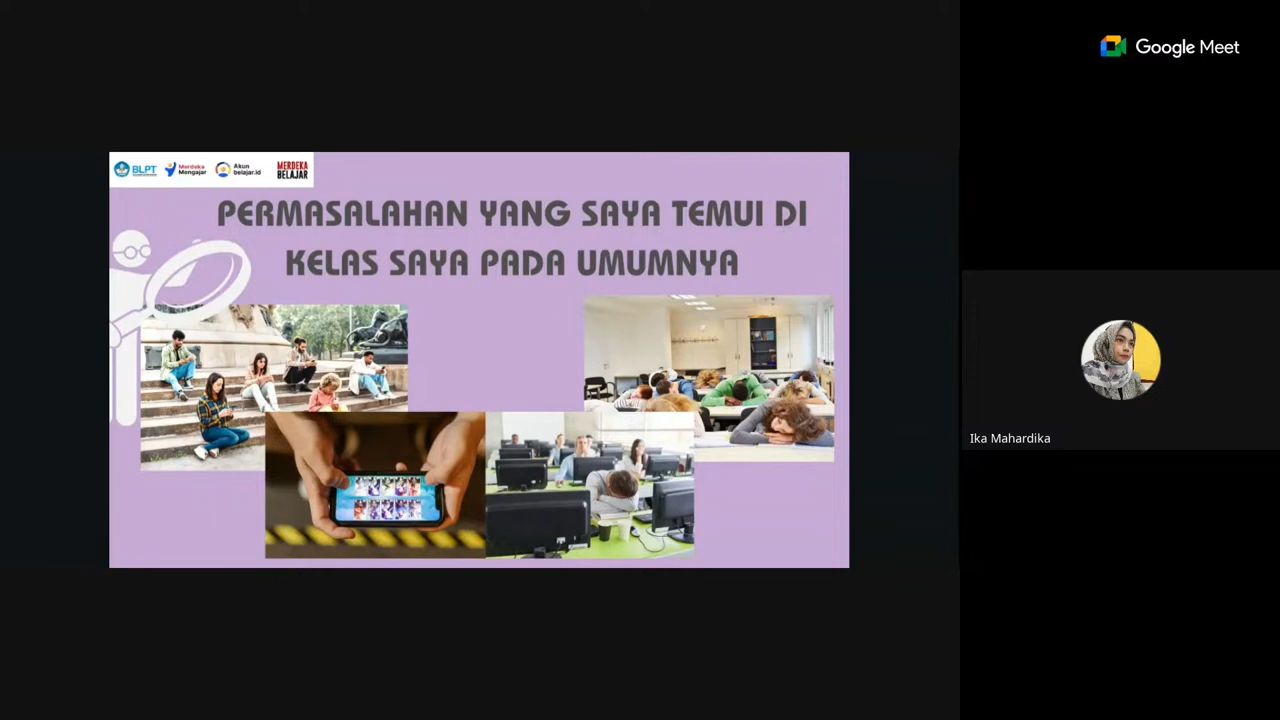 Google Meet
BLPT
Merdeka
Mengajar
Akun
belajar.id
MERDEKA
BELAJAR
PERMASALAHAN YANG SAYA TEMUI DI
KELAS SAYA PADA UMUMNYA
Ika Mahardika